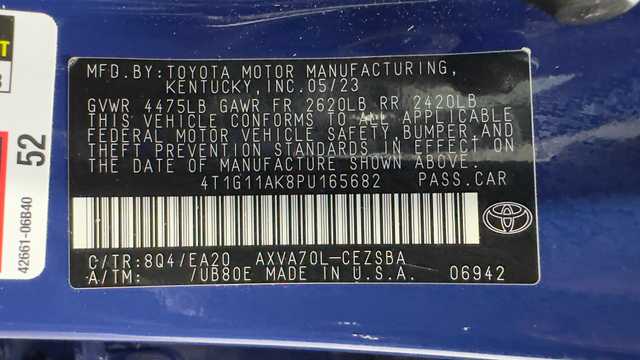 MFD.BY:TOYOTA MOTOR MANUFACTURING,
KENTUCKY,INC.05/23
GVWR 4475LB GAWR FR 2620LB RR 2420LB
THIS VEHICLE CONFORMS TO ALL APPLICABLE
FEDERAL MOTOR VEHICLE SAFETY,BUMPER,AND
THEFT PREVENTION STANDARDS IN EFFECT ON
THE DATE OF MANUFACTURE SHOWN ABOVE.
4T1G11AK8PU165682 PASS.CAR
C/TR:8Q4/EA20 AXVA70L-CEZSBA
A/TM: /UB80E MADE IN U.S.A. 06942
52
42661-06B40